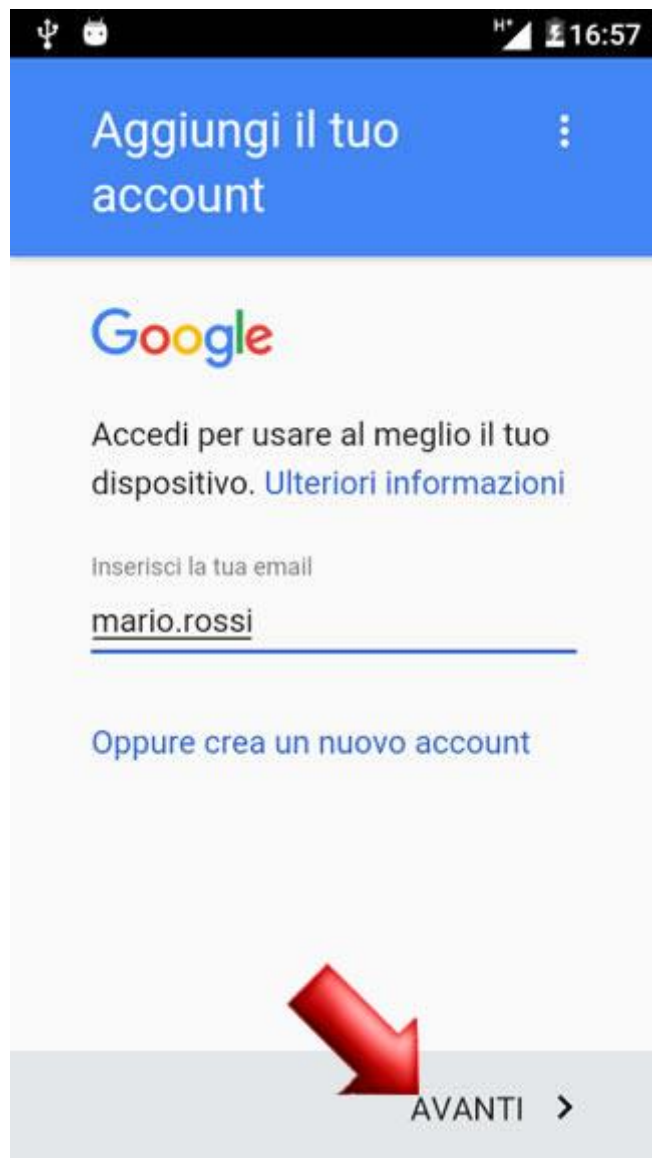 H+ 16:57
Aggiungi il tuo
account
Google
Accedi per usare al meglio il tuo
dispositivo. Ulteriori informazioni
Inserisci la tua email
mario.rossi
Oppure crea un nuovo account
AVANTI